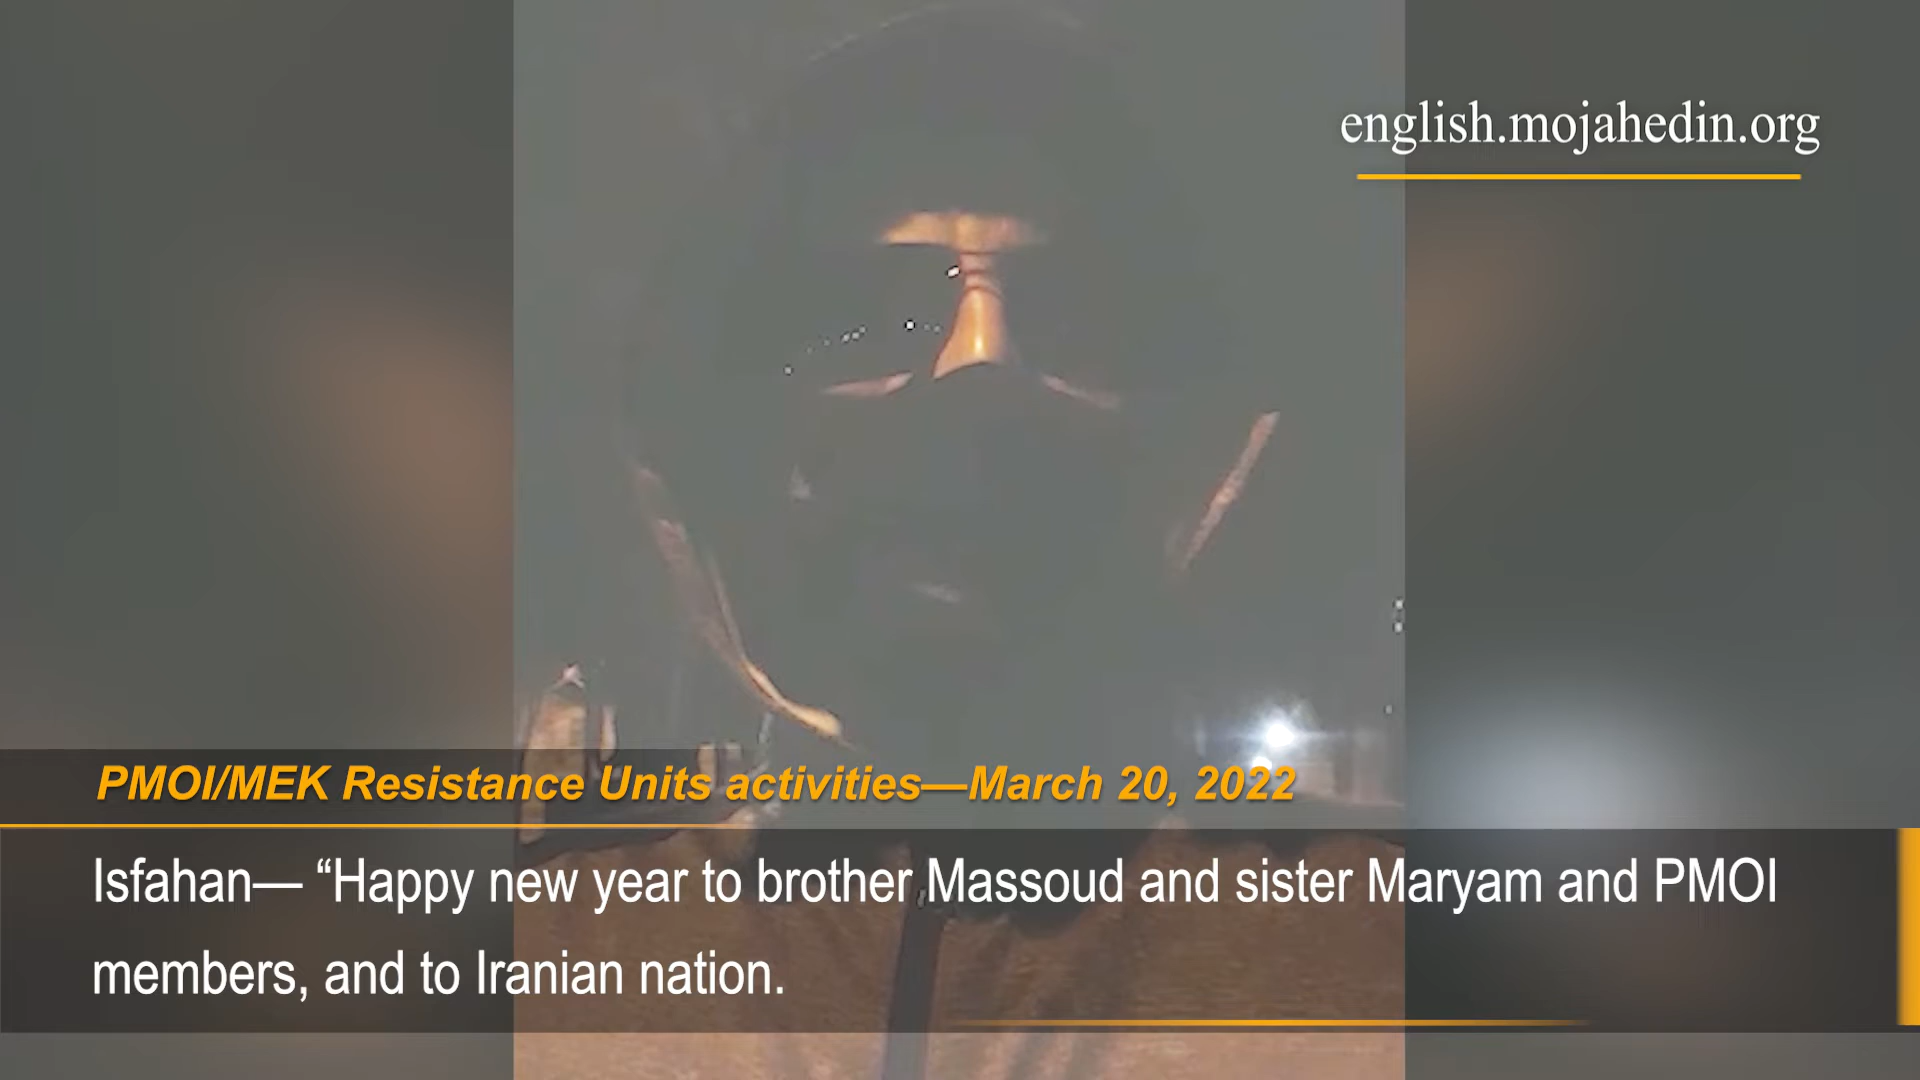 english.mojahedin.org
PMOI/MEK Resistance Units activities—March 20, 2022
Isfahan— “Happy new year to brother Massoud and sister Maryam and PMOI
members, and to Iranian nation.